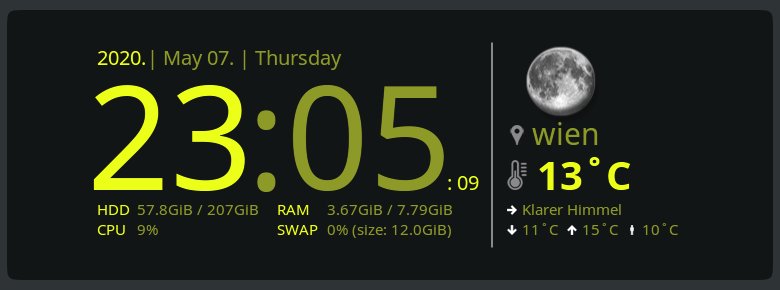 2020.| May 07. | Thursday
23:05 : 09
HDD 57.8GiB / 207GiB RAM 3.67GiB / 7.79GiB
CPU 9% SWAP 0% (size: 12.0GiB)
wien
13˚C
Klarer Himmel
11˚C 15˚C 10˚C